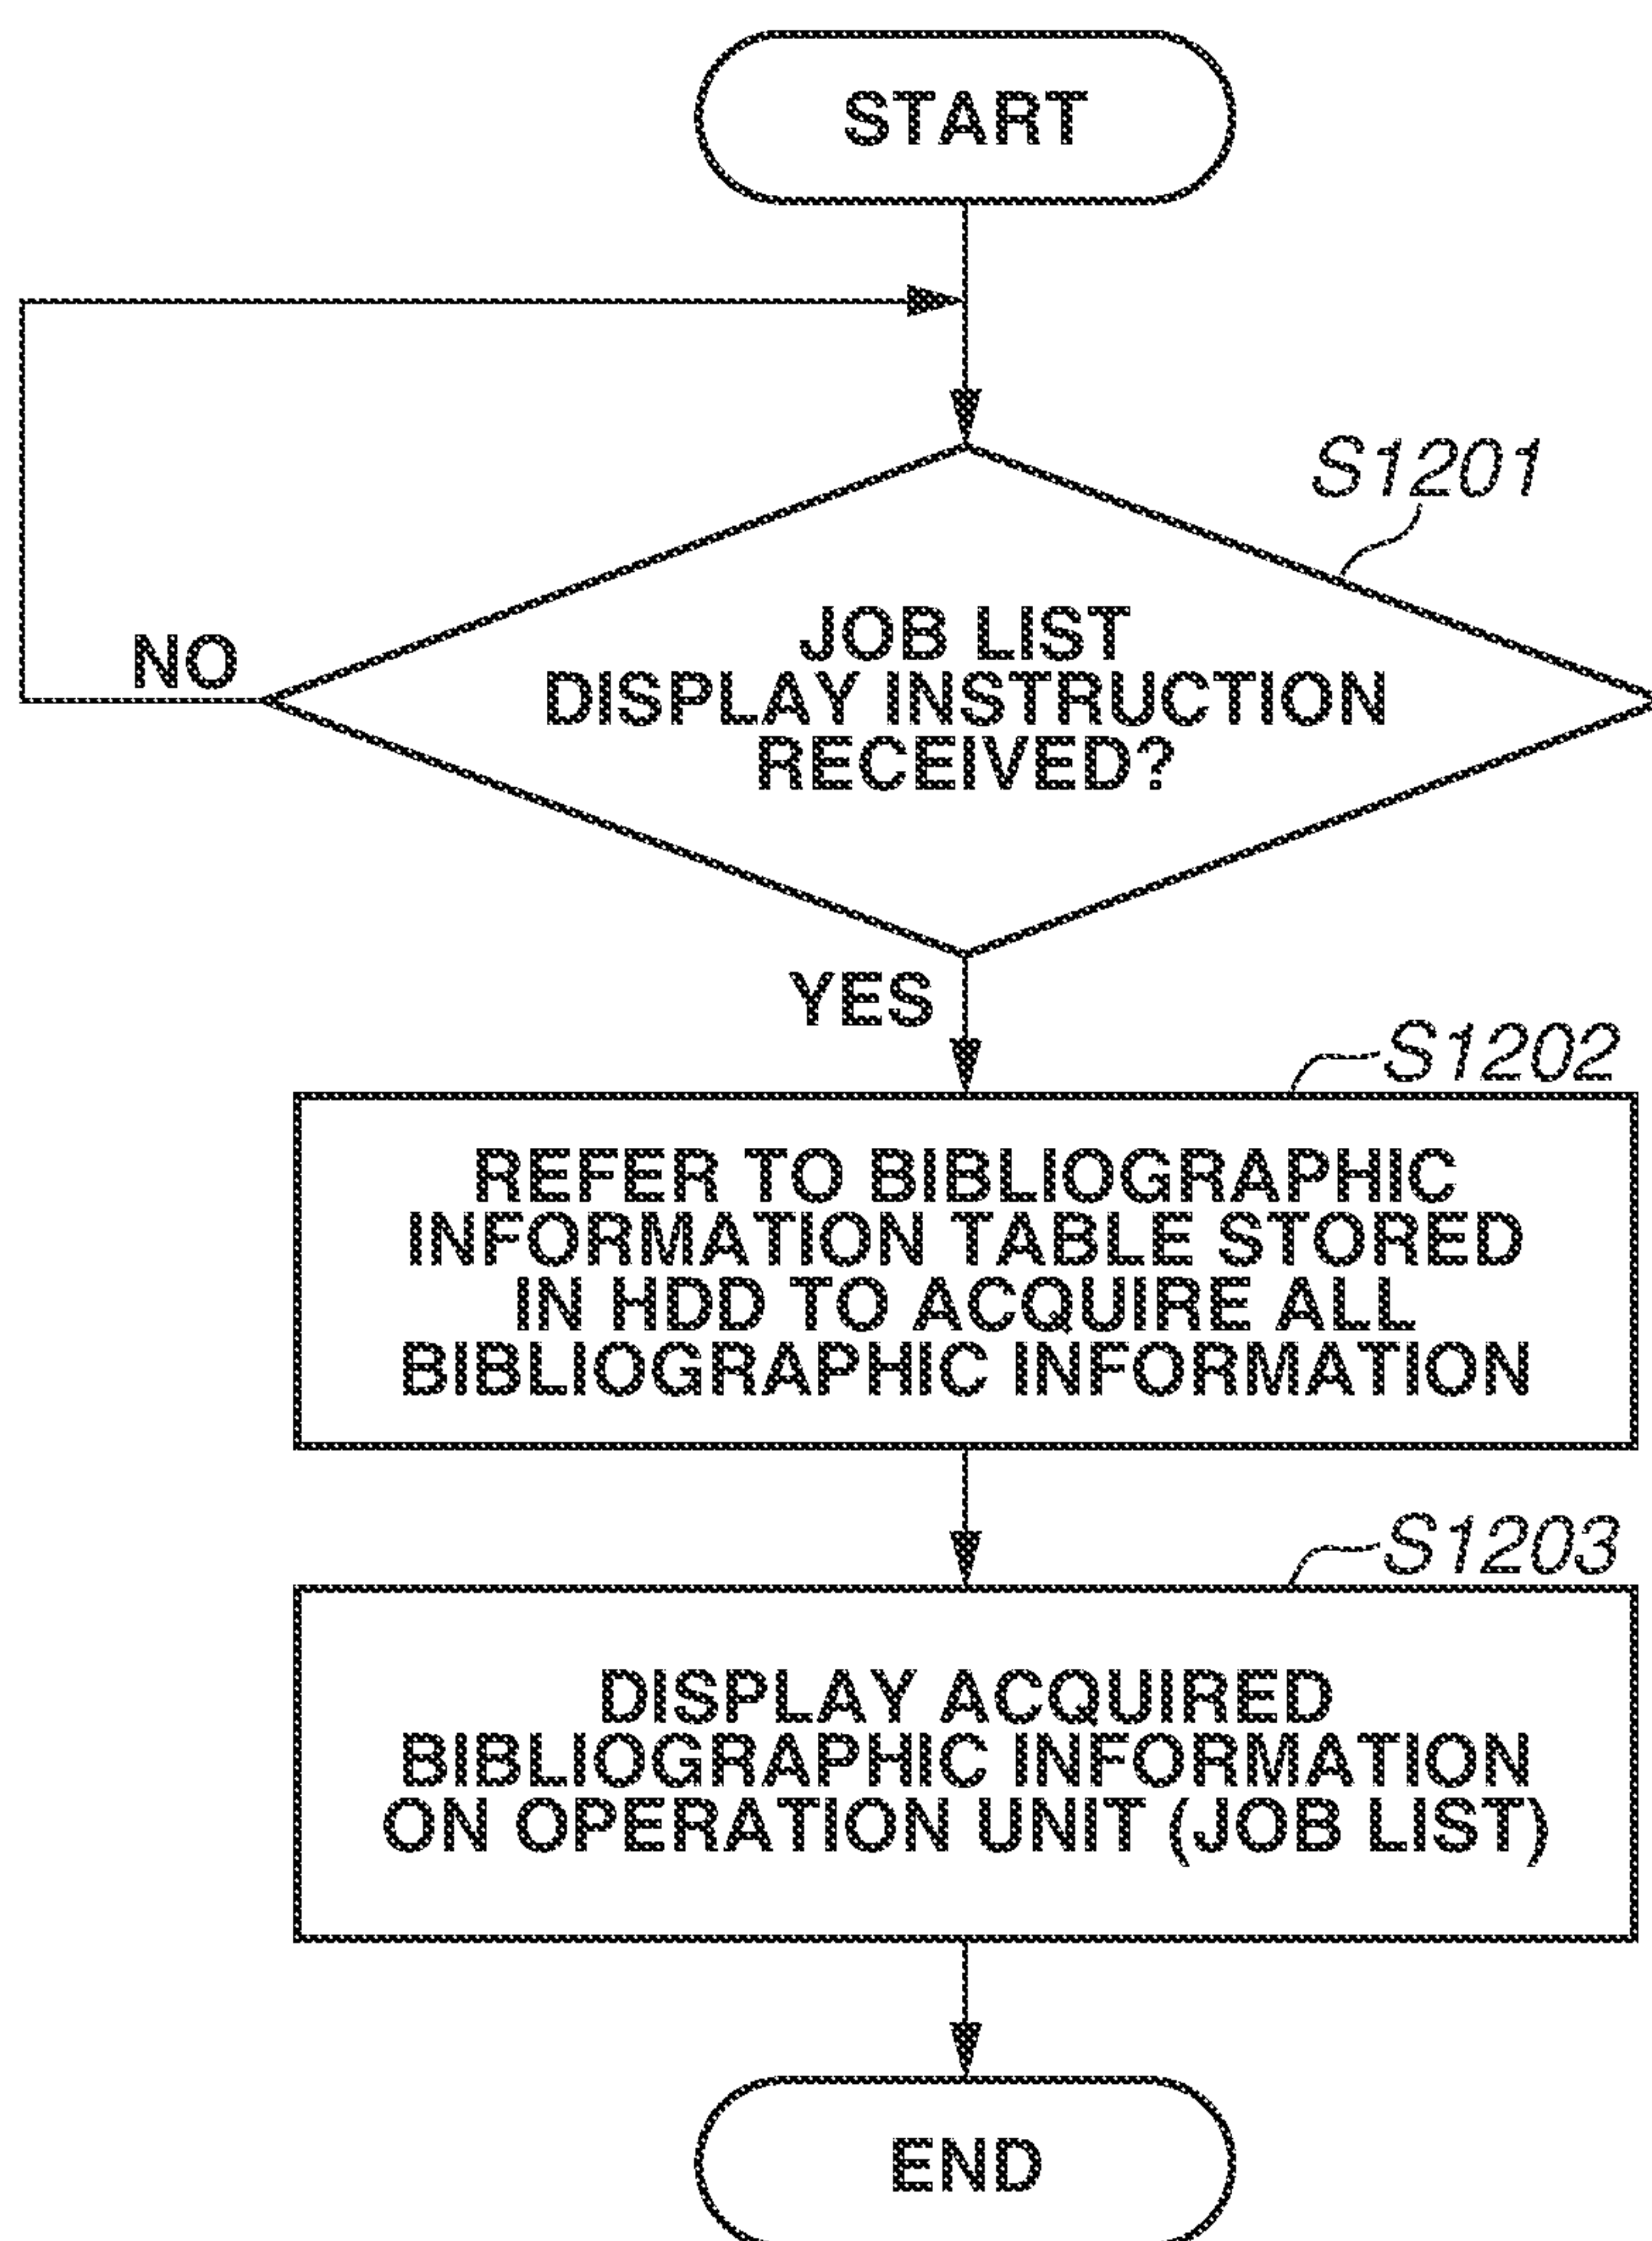 START
S1201
JOB LIST
DISPLAY INSTRUCTION
RECEIVED?
NO
YES
S1202
REFER TO BIBLIOGRAPHIC
INFORMATION TABLE STORED
IN HDD TO ACQUIRE ALL
BIBLIOGRAPHIC INFORMATION
S1203
DISPLAY ACQUIRED
BIBLIOGRAPHIC INFORMATION
ON OPERATION UNIT (JOB LIST)
END